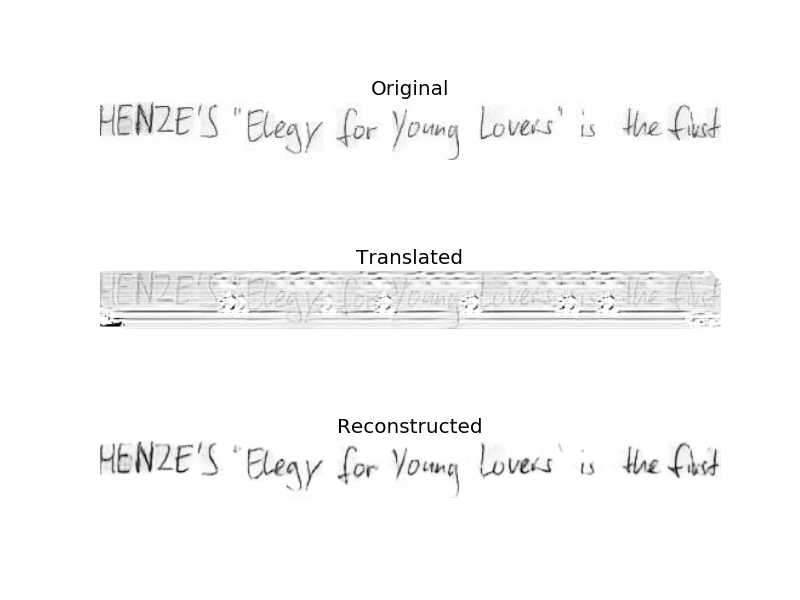 Original
HENZE'S "Elegy for Young Lovers" is the first
Translated
HENZE'S "Elegy for Young Lovers" is the first
Reconstructed
HENZE'S "Elegy for Young Lovers" is the first